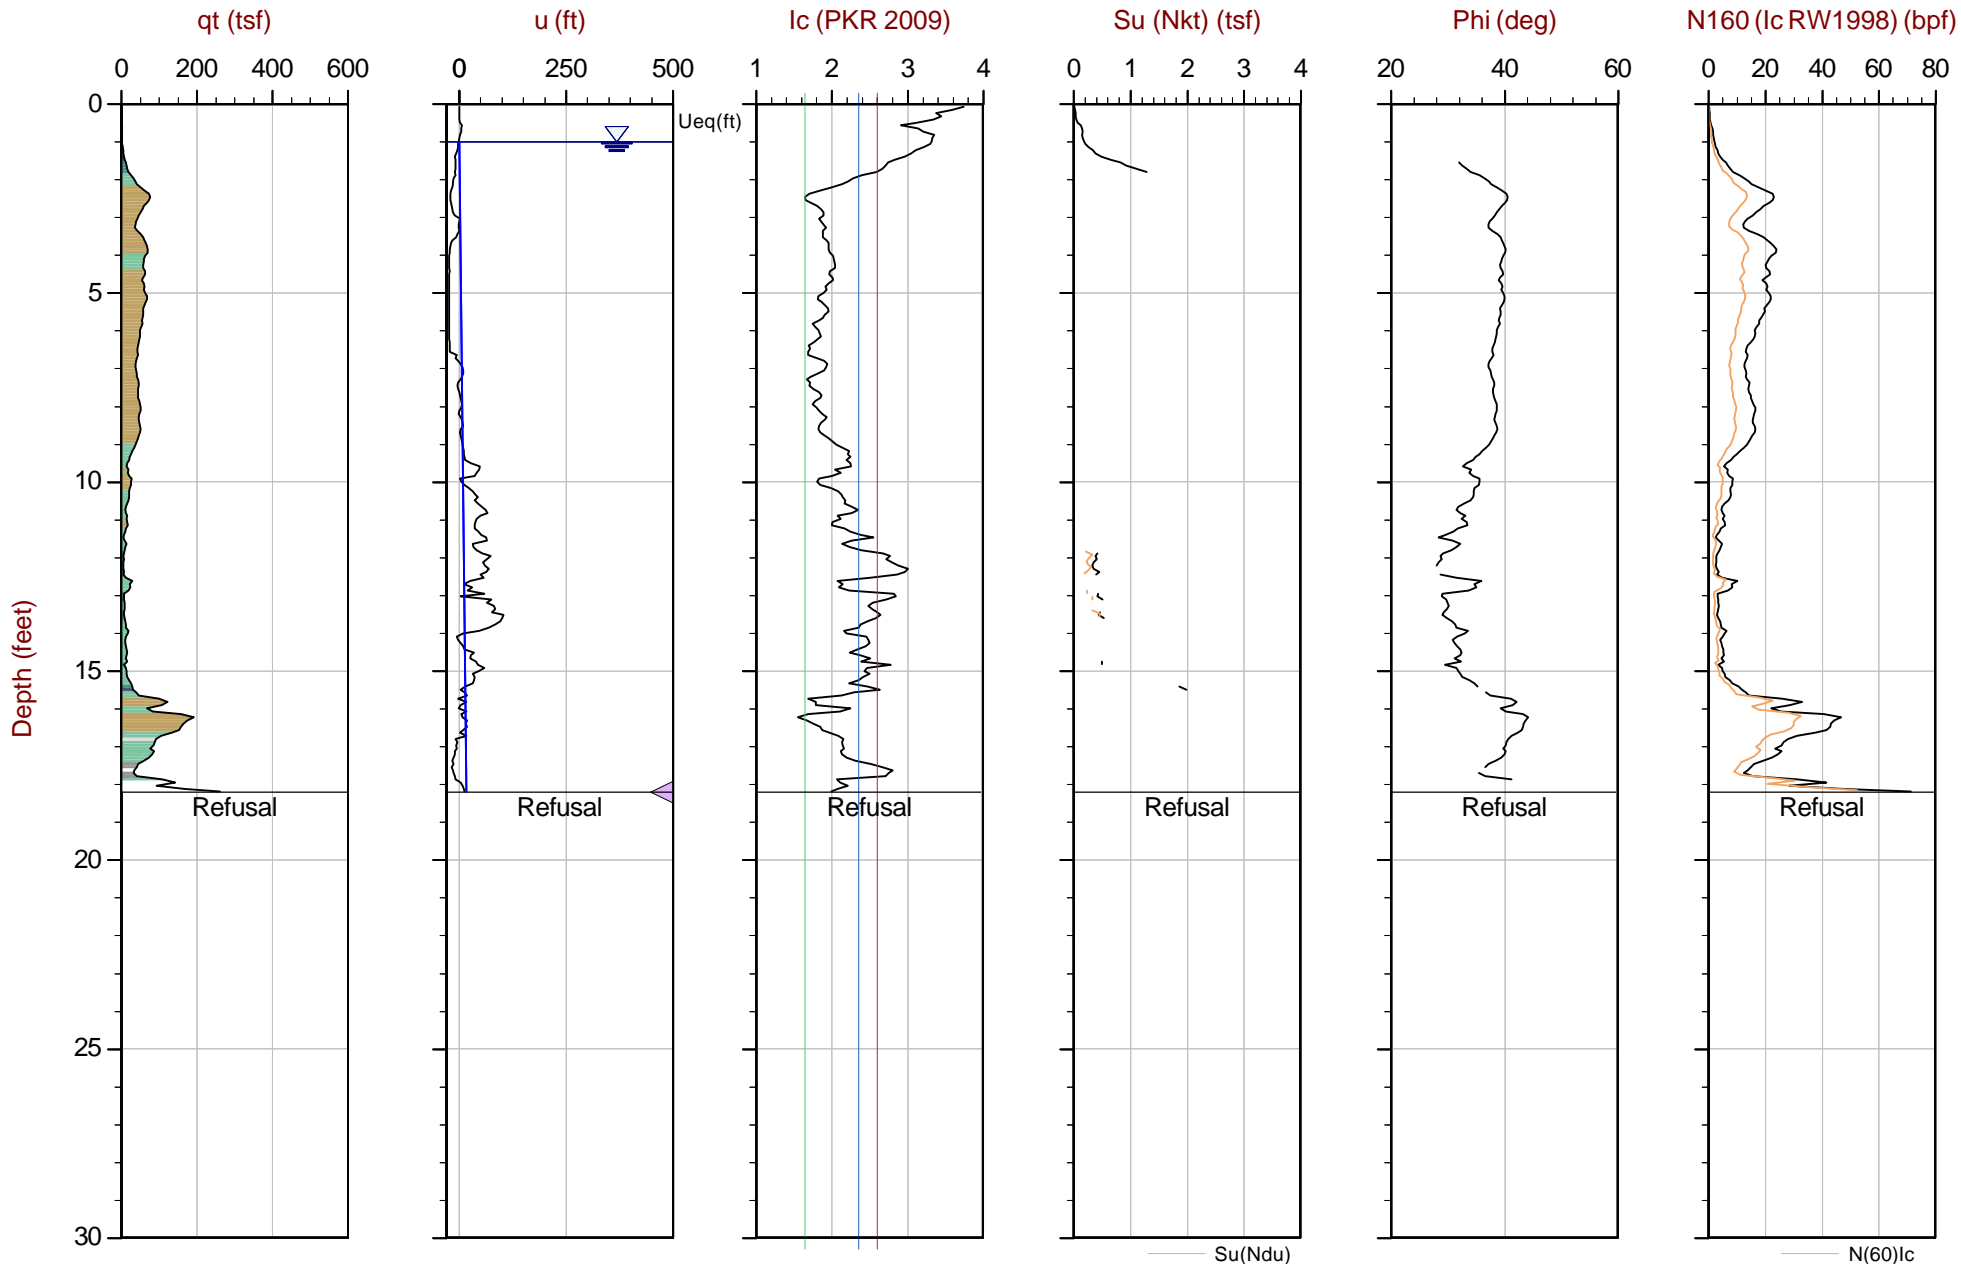 qt (tsf) u (ft) Ic (PKR 2009) Su (Nkt) (tsf) Phi (deg) N160 (Ic RW1998) (bpf)
0 200 400 600 0 250 500 1 2 3 4 0 1 2 3 4 20 40 60 0 20 40 60 80
0
Ueq(ft)
5
10
15
Refusal Refusal Refusal Refusal Refusal Refusal
20
25
30
Depth (feet)
Su(Ndu) N(60)Ic